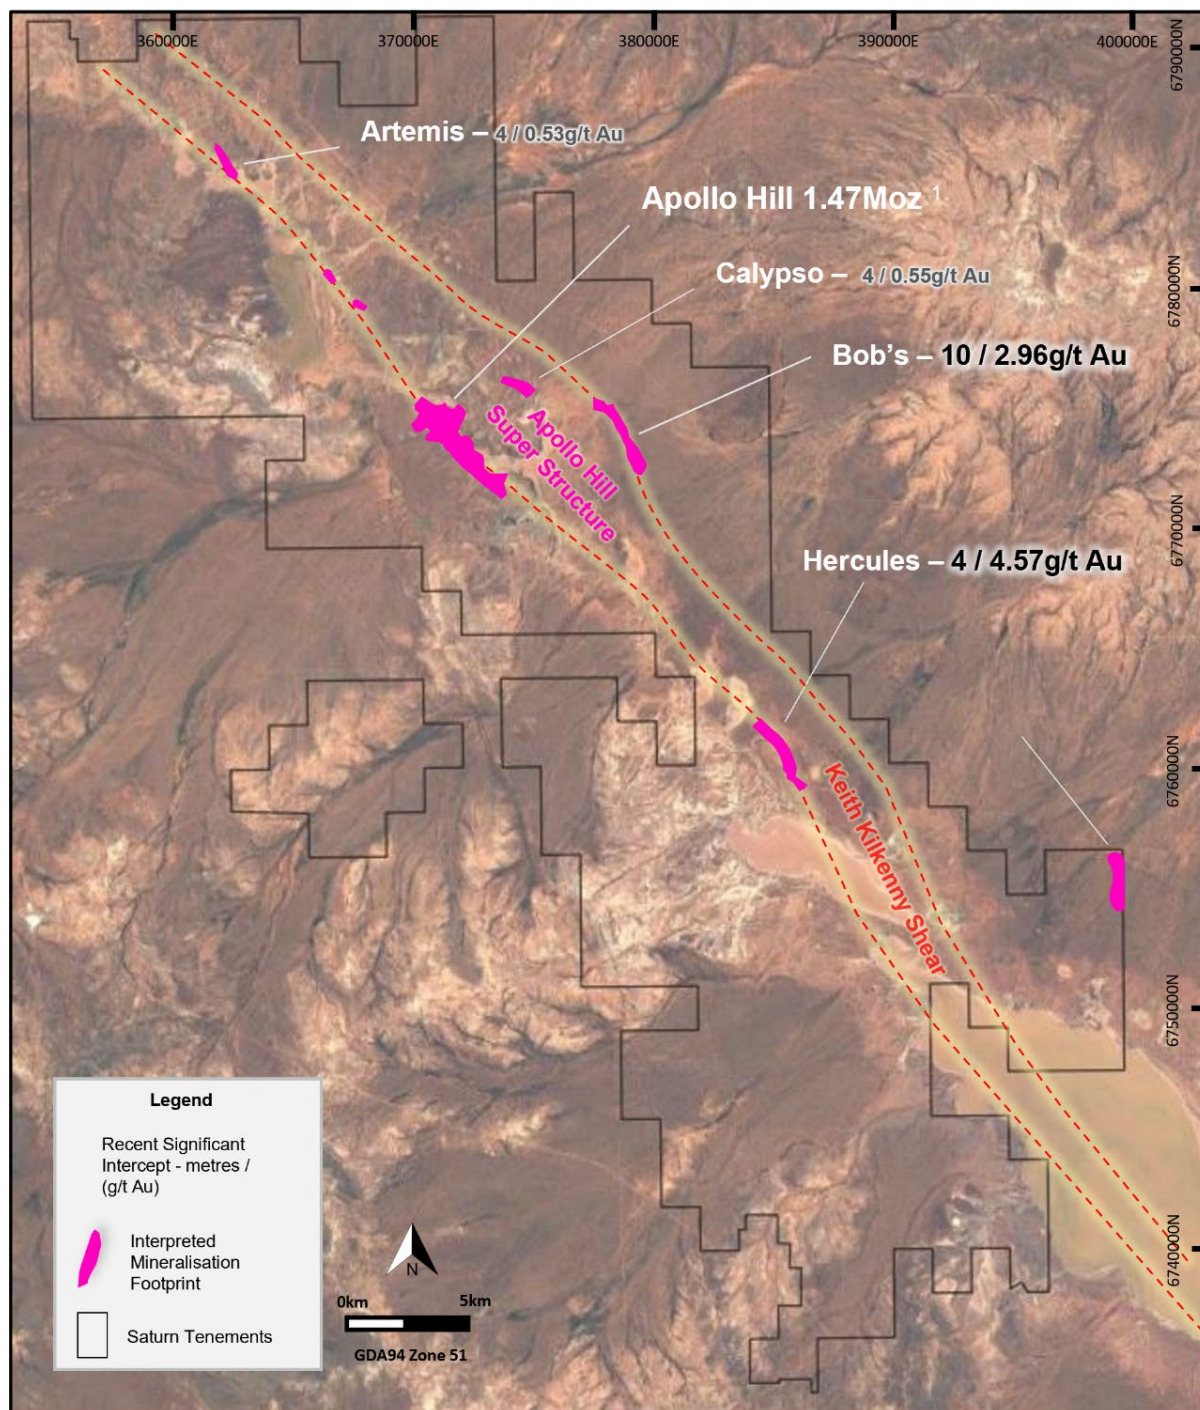 360000E
370000E
380000E
390000E
400000E
6790000N
Artemis – 4 / 0.53g/t Au
Apollo Hill 1.47Moz ¹
Calypso – 4 / 0.55g/t Au
6780000N
Bob's – 10 / 2.96g/t Au
Apollo Hill
Super Structure
6770000N
Hercules – 4 / 4.57g/t Au
6760000N
Keith Kilkenny Shear
6750000N
6740000N
Legend
Recent Significant
Intercept - metres /
(g/t Au)
Interpreted
Mineralisation
Footprint
Saturn Tenements
N
0km
5km
GDA94 Zone 51